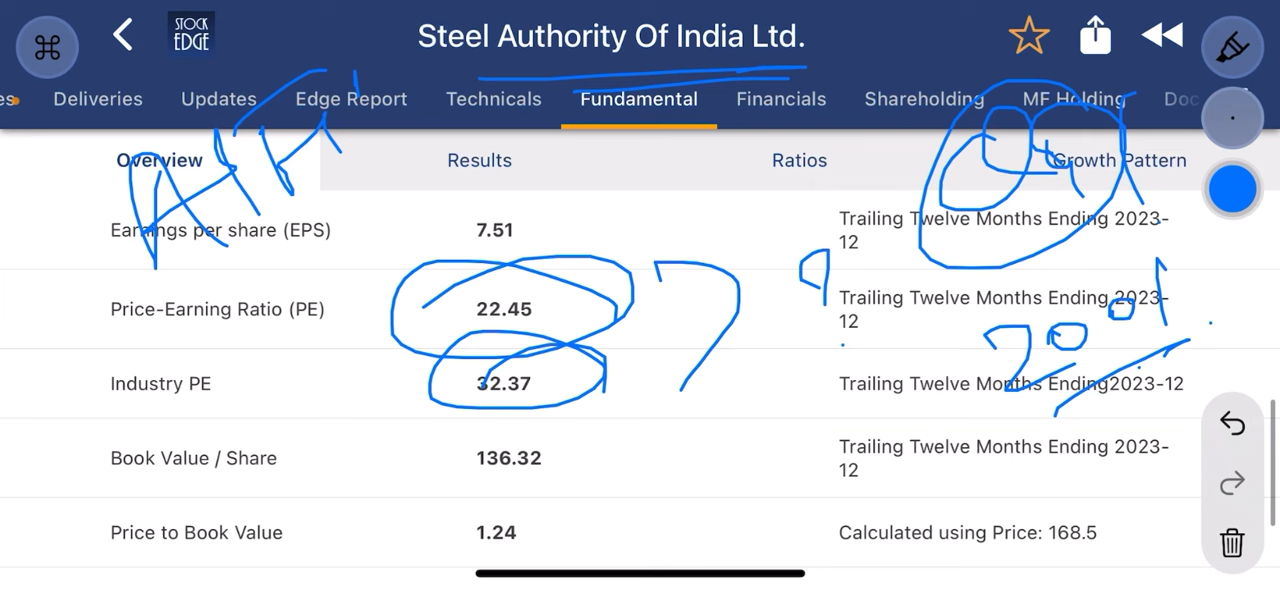 STOCK EDGE
Steel Authority Of India Ltd.
es Deliveries Updates Edge Report Technicals Fundamental Financials Shareholding MF Holding Doc
Overview Results Ratios Growth Pattern
Earnings per share (EPS) 7.51 Trailing Twelve Months Ending 2023-
12
Price-Earning Ratio (PE) 22.45 Trailing Twelve Months Ending 2023-
12
Industry PE 32.37 Trailing Twelve Months Ending2023-12
Book Value / Share 136.32 Trailing Twelve Months Ending 2023-
12
Price to Book Value 1.24 Calculated using Price: 168.5